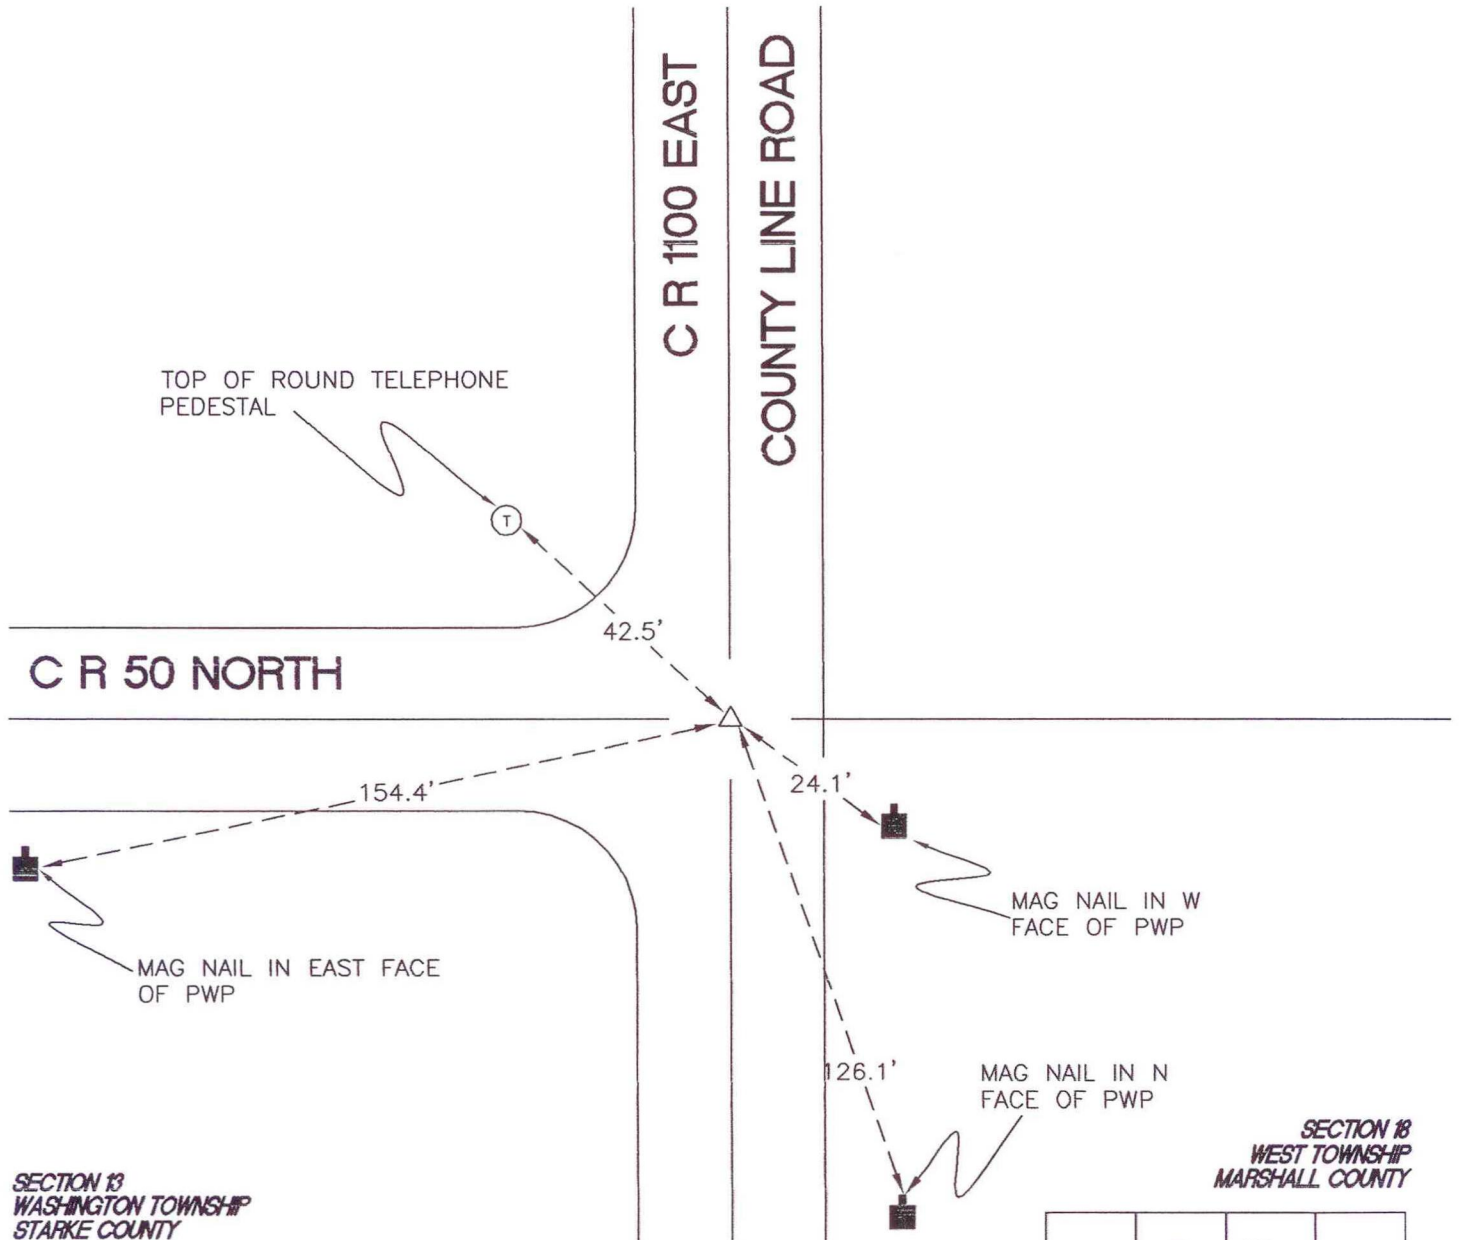 C R 1100 EAST
COUNTY LINE ROAD
TOP OF ROUND TELEPHONE
PEDESTAL
T
42.5'
C R 50 NORTH
154.4'
24.1'
MAG NAIL IN W
FACE OF PWP
MAG NAIL IN EAST FACE
OF PWP
126.1'
MAG NAIL IN N
FACE OF PWP
SECTION 18
WEST TOWNSHIP
MARSHALL COUNTY
SECTION 13
WASHINGTON TOWNSHIP
STARKE COUNTY